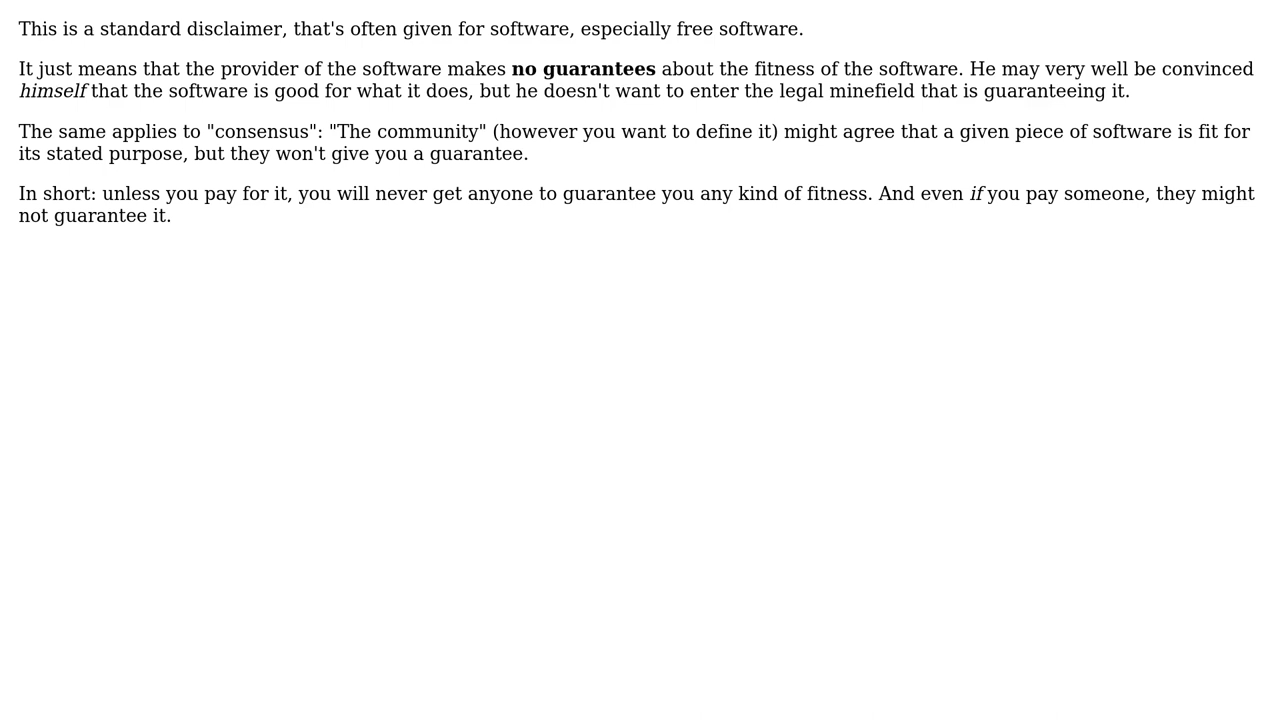 This is a standard disclaimer, that's often given for software, especially free software.
It just means that the provider of the software makes no guarantees about the fitness of the software. He may very well be convinced
himself that the software is good for what it does, but he doesn't want to enter the legal minefield that is guaranteeing it.
The same applies to "consensus": "The community" (however you want to define it) might agree that a given piece of software is fit for
its stated purpose, but they won't give you a guarantee.
In short: unless you pay for it, you will never get anyone to guarantee you any kind of fitness. And even if you pay someone, they might
not guarantee it.